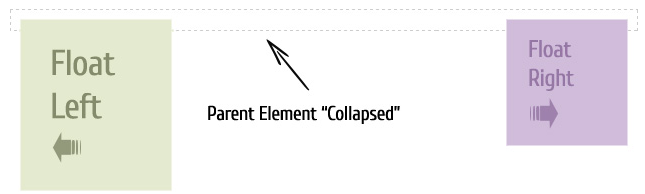 Float
Left
Parent Element “Collapsed”
Float
Right